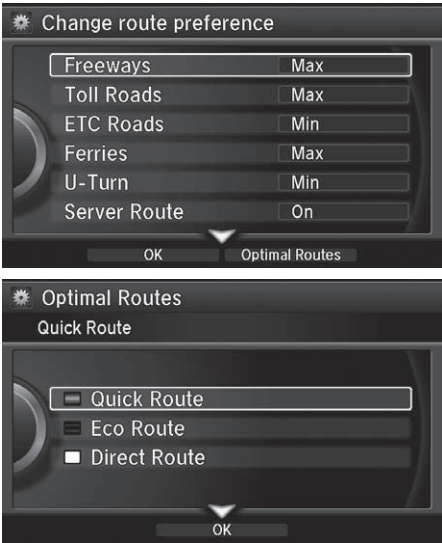 Change route preference
Freeways Max
Toll Roads Max
ETC Roads Min
Ferries Max
U-Turn Min
Server Route On
OK Optimal Routes
Optimal Routes
Quick Route
Quick Route
Eco Route
Direct Route
OK